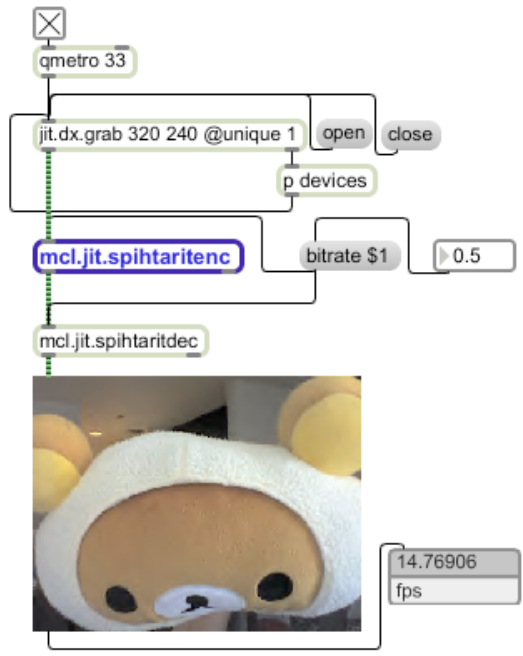 qmetro 33
jit.dx.grab 320 240 @unique 1
open
close
p devices
mcl.jit.spihtaritenc
bitrate $1
0.5
mcl.jit.spihtaritdec
14.76906
fps